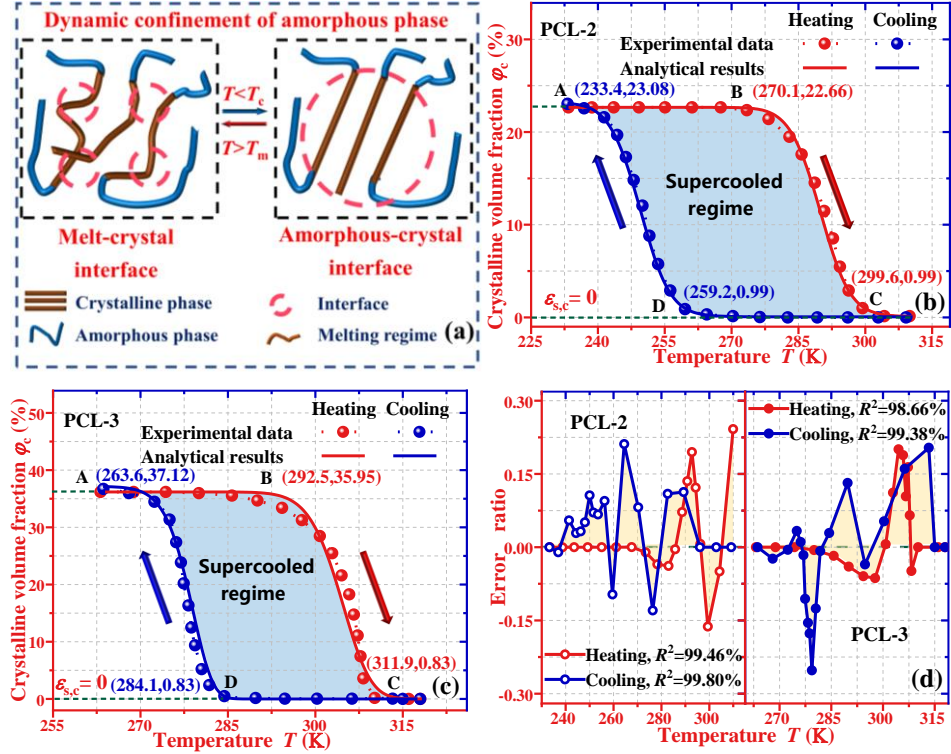 Dynamic confinement of amorphous phase
T<Tc
T>Tm
Melt-crystal
interface
Amorphous-crystal
interface
Crystalline phase
Interface
Amorphous phase
Melting regime
(a)
Crystalline volume fraction φc (%)
30
20
10
0
PCL-2
Heating Cooling
Experimental data
Analytical results
A (233.4,23.08)
B (270.1,22.66)
Supercooled
regime
(299.6,0.99)
(259.2,0.99)
D
C
εs,c= 0
(b)
225 240 255 270 285 300 315
Temperature T (K)
Crystalline volume fraction φc (%)
50
40
30
20
10
0
PCL-3
Heating Cooling
Experimental data
Analytical results
A (263.6,37.12)
B (292.5,35.95)
Supercooled
regime
(311.9,0.83)
(284.1,0.83)
D
C
εs,c= 0
(c)
255 270 285 300 315
Temperature T (K)
Error ratio
0.30
0.15
0.00
-0.15
-0.30
PCL-2
Heating, R²=99.46%
Cooling, R²=99.80%
Heating, R²=98.66%
Cooling, R²=99.38%
PCL-3
(d)
240 260 280 300 270 285 300 315
Temperature T (K)